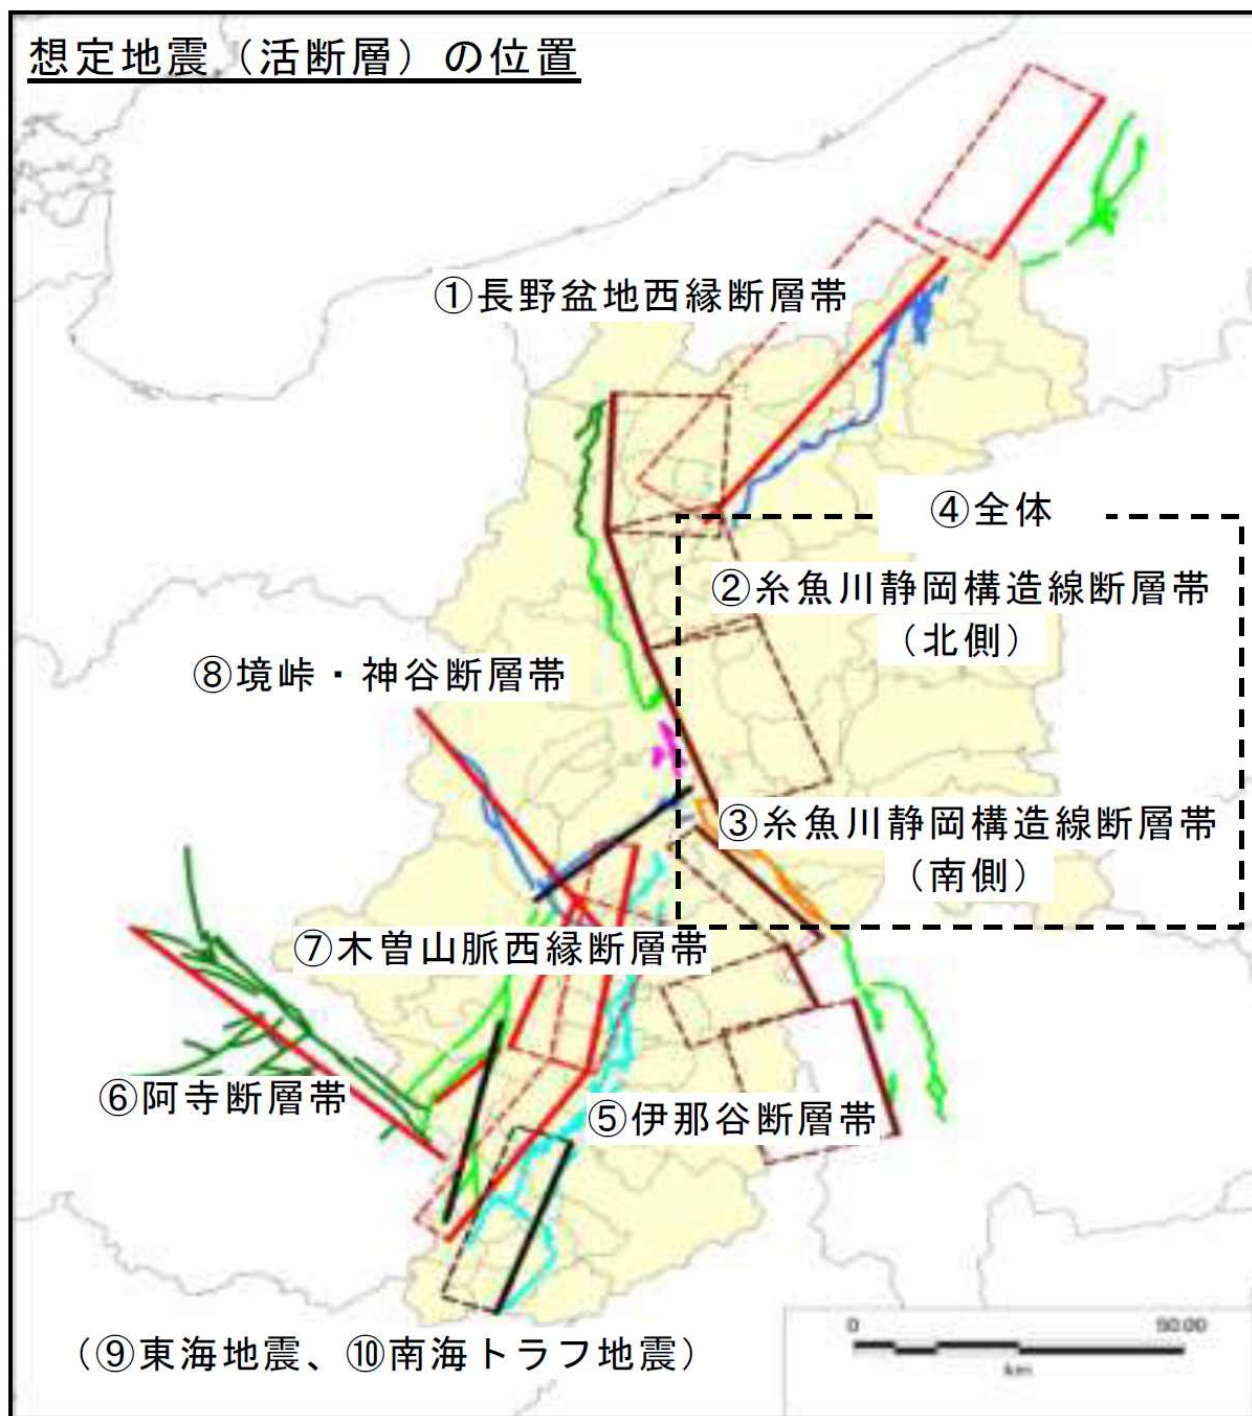 想定地震（活断層）の位置
①長野盆地西縁断層帯
④全体
②糸魚川静岡構造線断層帯
（北側）
⑧境峠・神谷断層帯
③糸魚川静岡構造線断層帯
（南側）
⑦木曽山脈西縁断層帯
⑥阿寺断層帯
⑤伊那谷断層帯
（⑨東海地震、⑩南海トラフ地震）
0 50.00
km